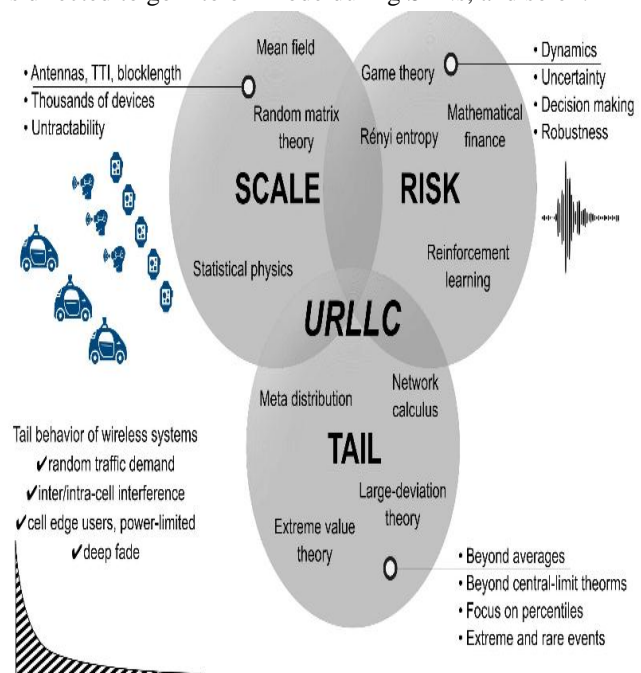 Mean field
• Antennas, TTI, blocklength
• Thousands of devices
• Untractability
Random matrix
theory
SCALE
Statistical physics
Game theory
Rényi entropy
Mathematical
finance
RISK
Reinforcement
learning
• Dynamics
• Uncertainty
• Decision making
• Robustness
URLLC
Meta distribution
Network
calculus
TAIL
Large-deviation
theory
Extreme value
theory
Tail behavior of wireless systems
✔random traffic demand
✔inter/intra-cell interference
✔cell edge users, power-limited
✔deep fade
• Beyond averages
• Beyond central-limit theorms
• Focus on percentiles
• Extreme and rare events